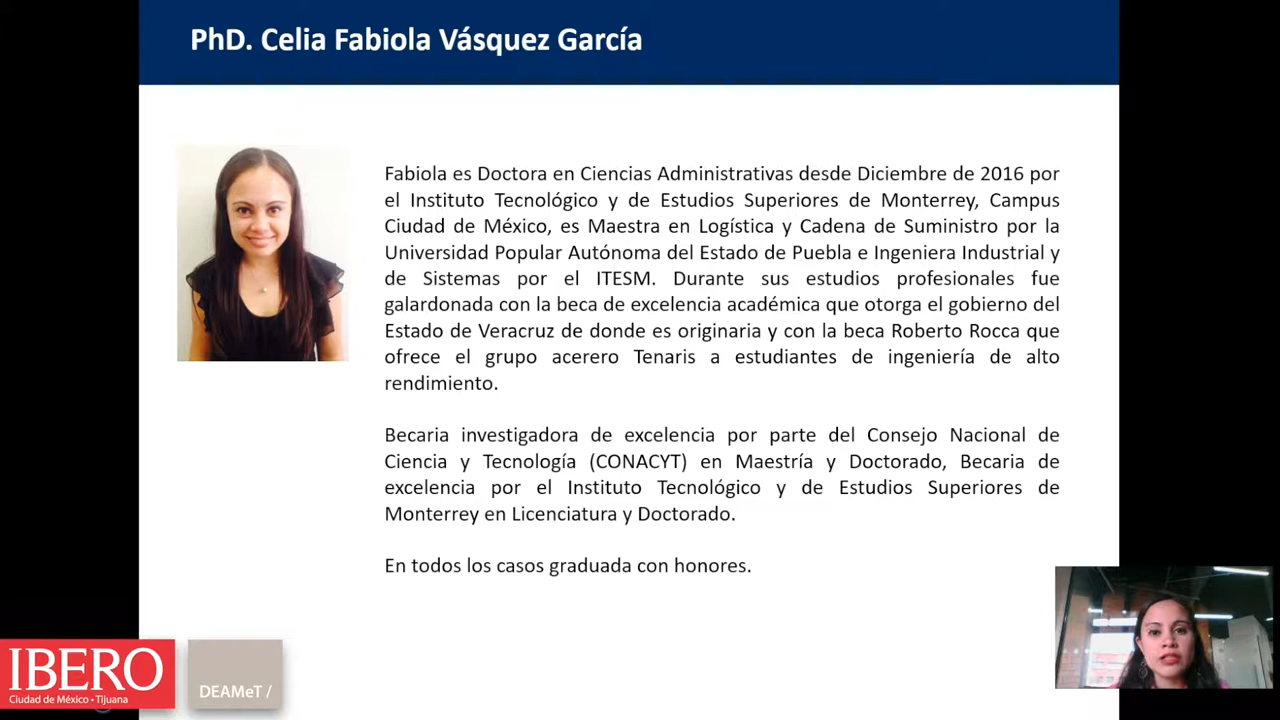 PhD. Celia Fabiola Vásquez García
Fabiola es Doctora en Ciencias Administrativas desde Diciembre de 2016 por
el Instituto Tecnológico y de Estudios Superiores de Monterrey, Campus
Ciudad de México, es Maestra en Logística y Cadena de Suministro por la
Universidad Popular Autónoma del Estado de Puebla e Ingeniera Industrial y
de Sistemas por el ITESM. Durante sus estudios profesionales fue
galardonada con la beca de excelencia académica que otorga el gobierno del
Estado de Veracruz de donde es originaria y con la beca Roberto Rocca que
ofrece el grupo acerero Tenaris a estudiantes de ingeniería de alto
rendimiento.
Becaria investigadora de excelencia por parte del Consejo Nacional de
Ciencia y Tecnología (CONACYT) en Maestría y Doctorado, Becaria de
excelencia por el Instituto Tecnológico y de Estudios Superiores de
Monterrey en Licenciatura y Doctorado.
En todos los casos graduada con honores.
IBERO
Ciudad de México • Tijuana
DEAMeT /